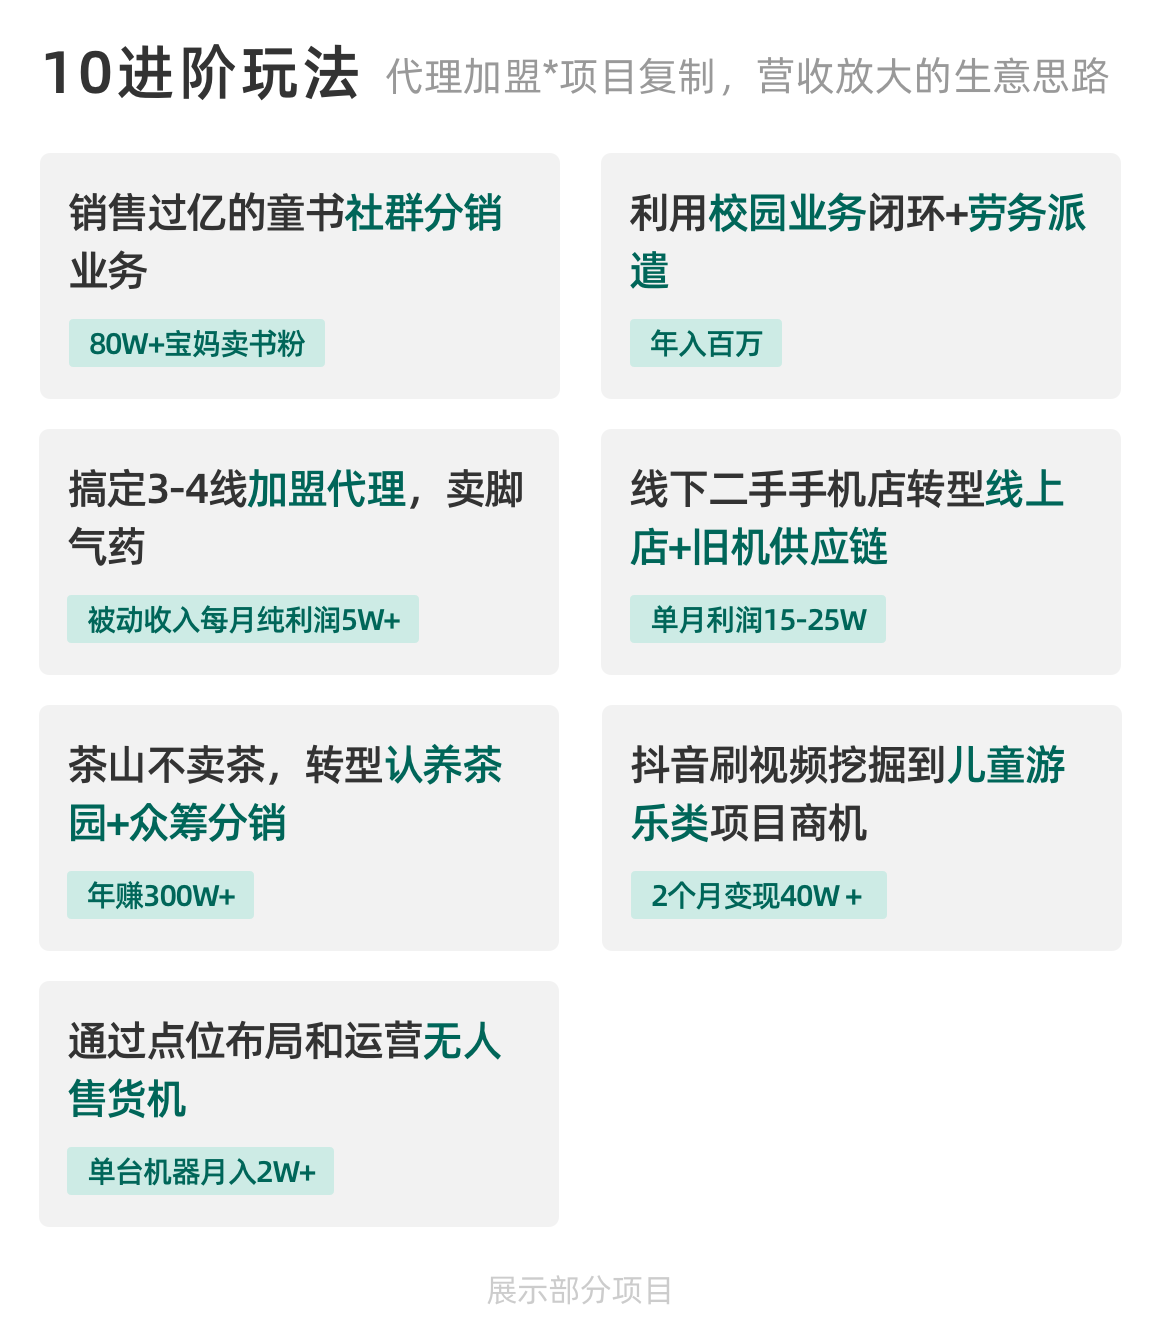 10进阶玩法 代理加盟*项目复制，营收放大的生意思路
销售过亿的童书社群分销
业务
80W+宝妈卖书粉
利用校园业务闭环+劳务派
遣
年入百万
搞定3-4线加盟代理，卖脚
气药
被动收入每月纯利润5W+
线下二手手机店转型线上
店+旧机供应链
单月利润15-25W
茶山不卖茶，转型认养茶
园+众筹分销
年赚300W+
抖音刷视频挖掘到儿童游
乐类项目商机
2个月变现40W+
通过点位布局和运营无人
售货机
单台机器月入2W+
展示部分项目